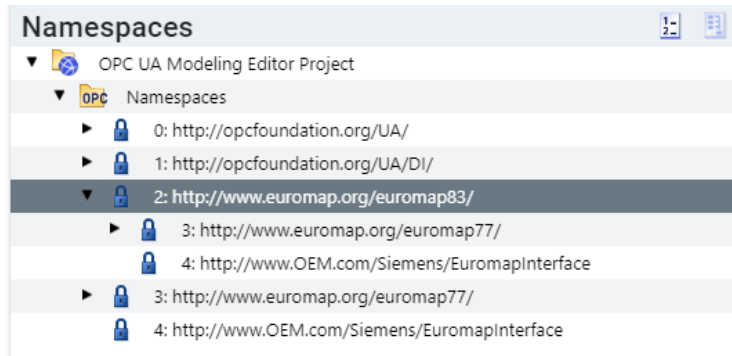 Namespaces
OPC UA Modeling Editor Project
OPC Namespaces
0: http://opcfoundation.org/UA/
1: http://opcfoundation.org/UA/DI/
2: http://www.euromap.org/euromap83/
3: http://www.euromap.org/euromap77/
4: http://www.OEM.com/Siemens/EuromapInterface
3: http://www.euromap.org/euromap77/
4: http://www.OEM.com/Siemens/EuromapInterface